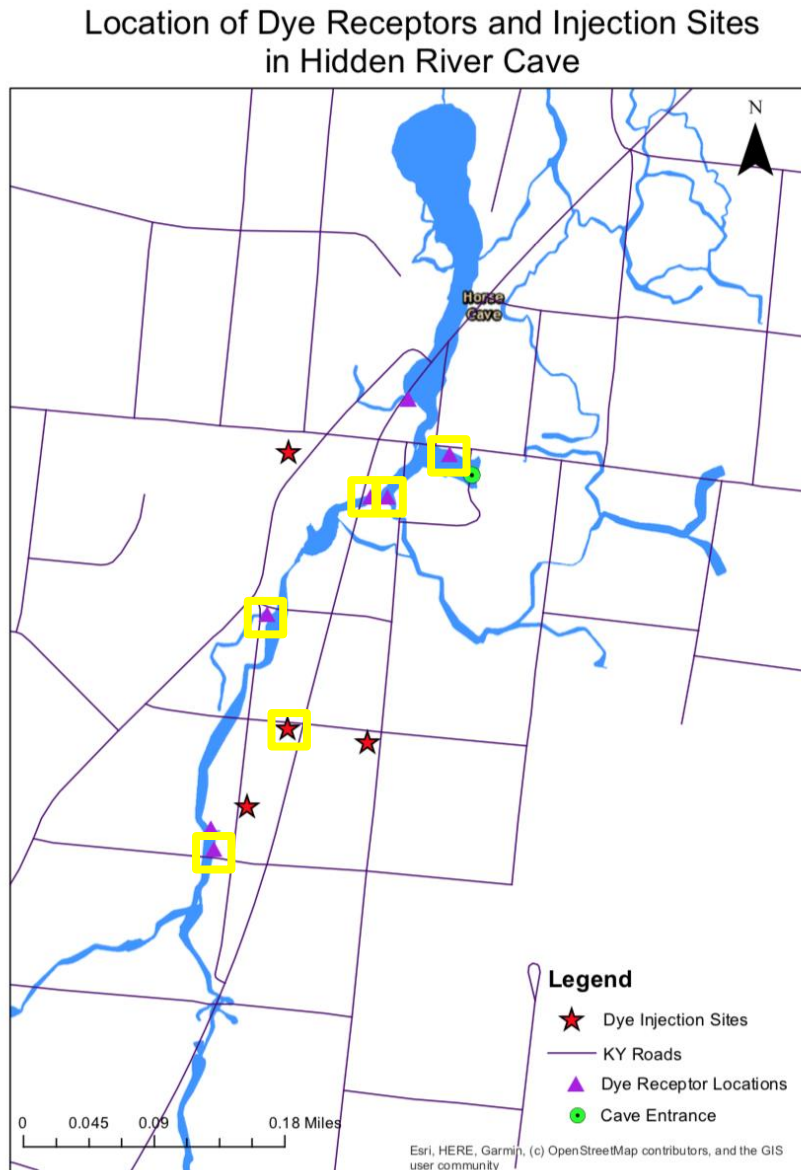 Location of Dye Receptors and Injection Sites
in Hidden River Cave
N
Horse
Cave
Legend
Dye Injection Sites
KY Roads
Dye Receptor Locations
Cave Entrance
0 0.045 0.09 0.18 Miles
Esri, HERE, Garmin, (c) OpenStreetMap contributors, and the GIS
user community